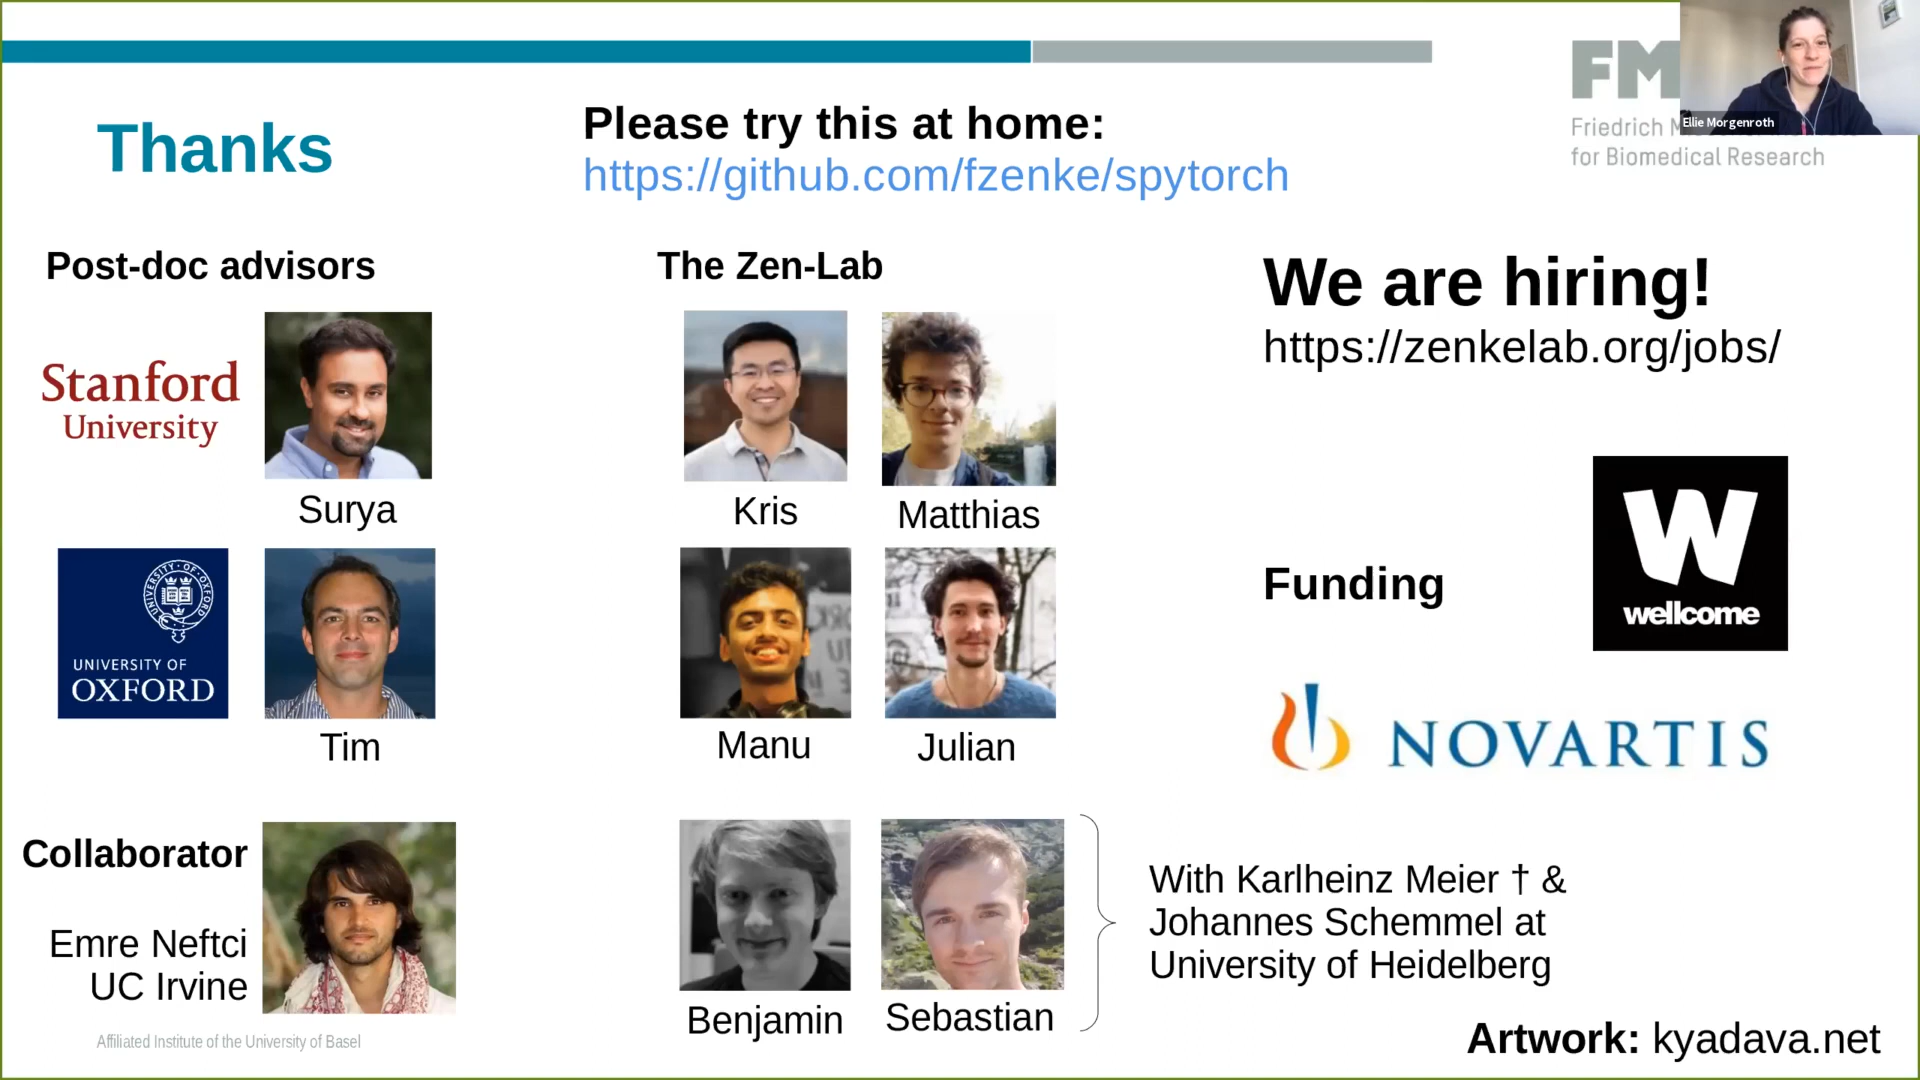 Thanks
Please try this at home:
https://github.com/fzenke/spytorch
FM
Friedrich M
for Biomedical Research
Ellie Morgenroth
Post-doc advisors
Stanford
University
Surya
UNIVERSITY OF OXFORD
UNIVERSITY OF
OXFORD
Tim
Collaborator
Emre Neftci
UC Irvine
Affiliated Institute of the University of Basel
The Zen-Lab
Kris
Matthias
Manu
Julian
Benjamin
Sebastian
With Karlheinz Meier † &
Johannes Schemmel at
University of Heidelberg
We are hiring!
https://zenkelab.org/jobs/
Funding
W
wellcome
NOVARTIS
Artwork: kyadava.net